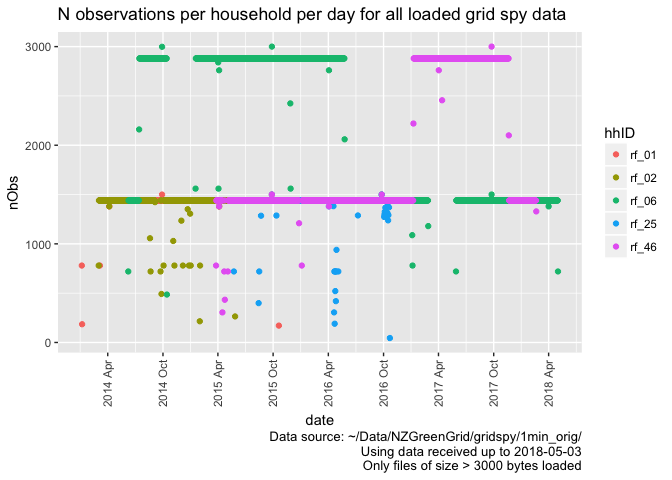 N observations per household per day for all loaded grid spy data
3000
2000
1000
0
nObs
2014 Apr
2014 Oct
2015 Apr
2015 Oct
2016 Apr
2016 Oct
2017 Apr
2017 Oct
2018 Apr
date
hhID
rf_01
rf_02
rf_06
rf_25
rf_46
Data source: ~/Data/NZGreenGrid/gridspy/1min_orig/
Using data received up to 2018-05-03
Only files of size > 3000 bytes loaded